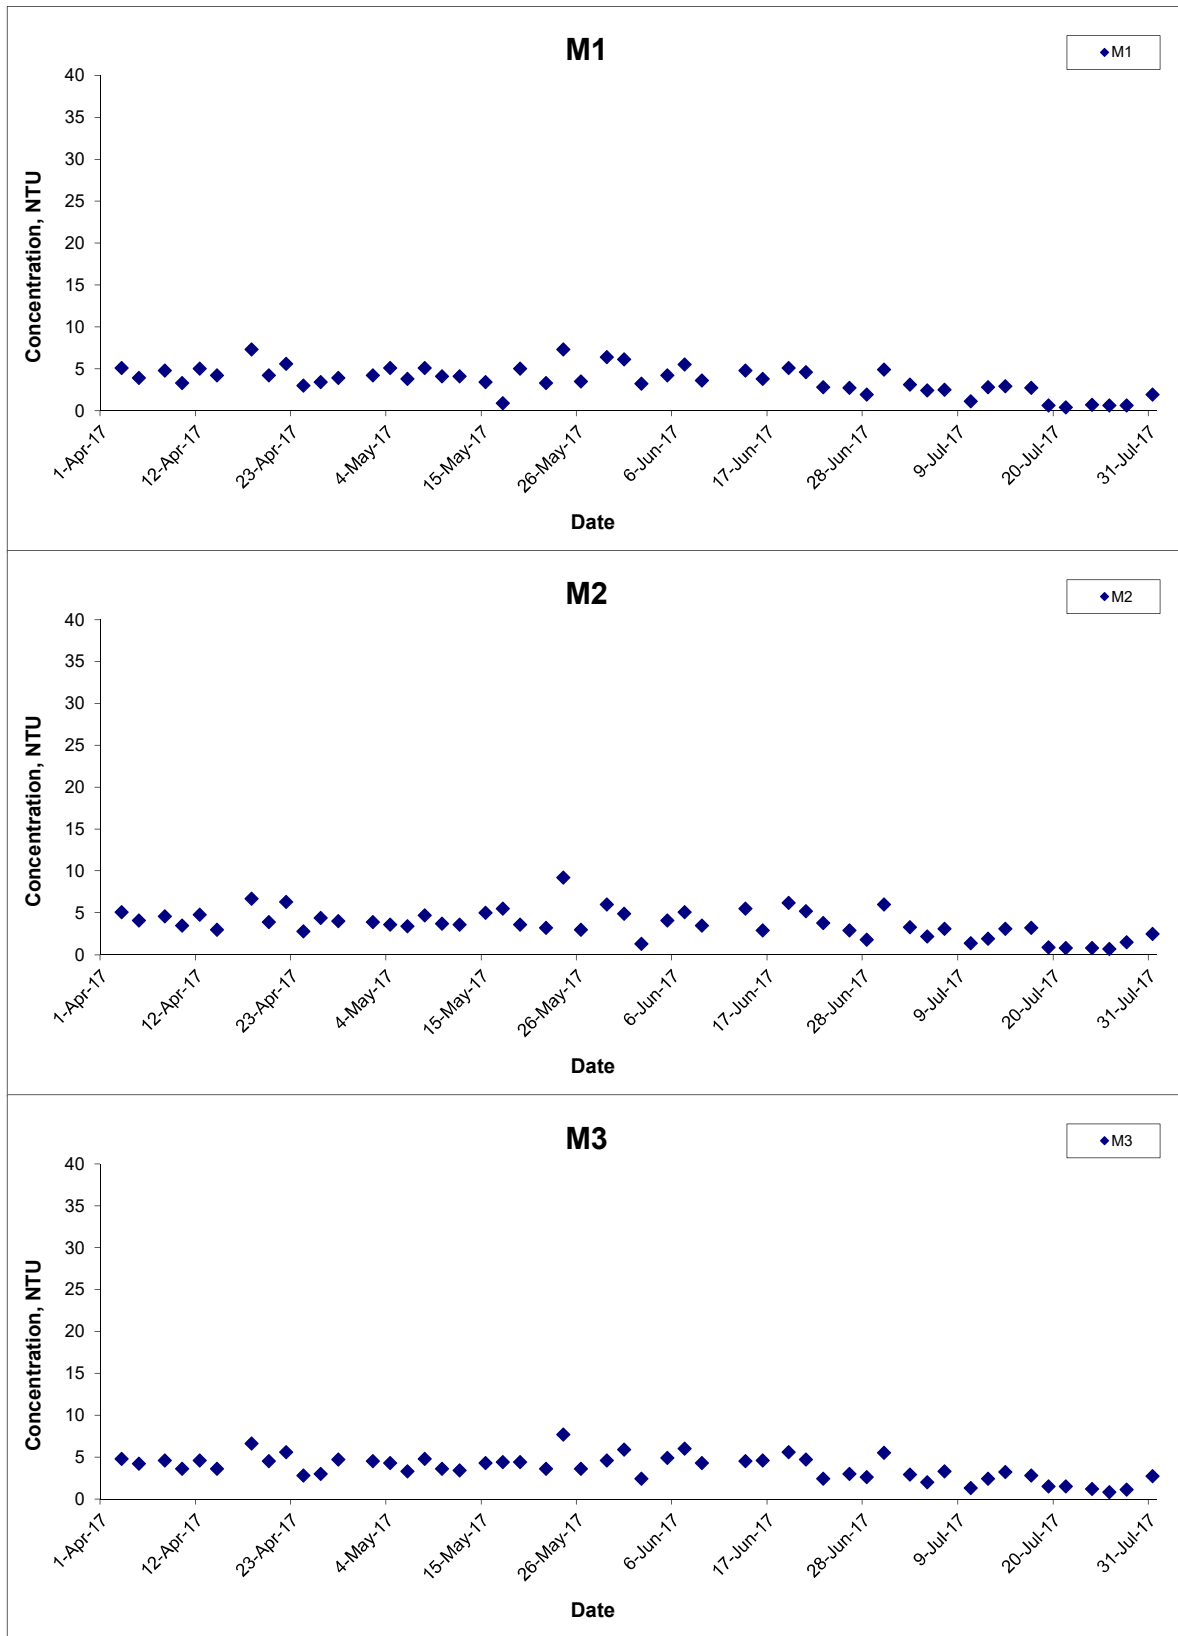 M1
M1
40
35
30
25
20
15
10
5
0
Concentration, NTU
1-Apr-17
12-Apr-17
23-Apr-17
4-May-17
15-May-17
26-May-17
6-Jun-17
17-Jun-17
28-Jun-17
9-Jul-17
20-Jul-17
31-Jul-17
Date
M2
M2
40
35
30
25
20
15
10
5
0
Concentration, NTU
1-Apr-17
12-Apr-17
23-Apr-17
4-May-17
15-May-17
26-May-17
6-Jun-17
17-Jun-17
28-Jun-17
9-Jul-17
20-Jul-17
31-Jul-17
Date
M3
M3
40
35
30
25
20
15
10
5
0
Concentration, NTU
1-Apr-17
12-Apr-17
23-Apr-17
4-May-17
15-May-17
26-May-17
6-Jun-17
17-Jun-17
28-Jun-17
9-Jul-17
20-Jul-17
31-Jul-17
Date